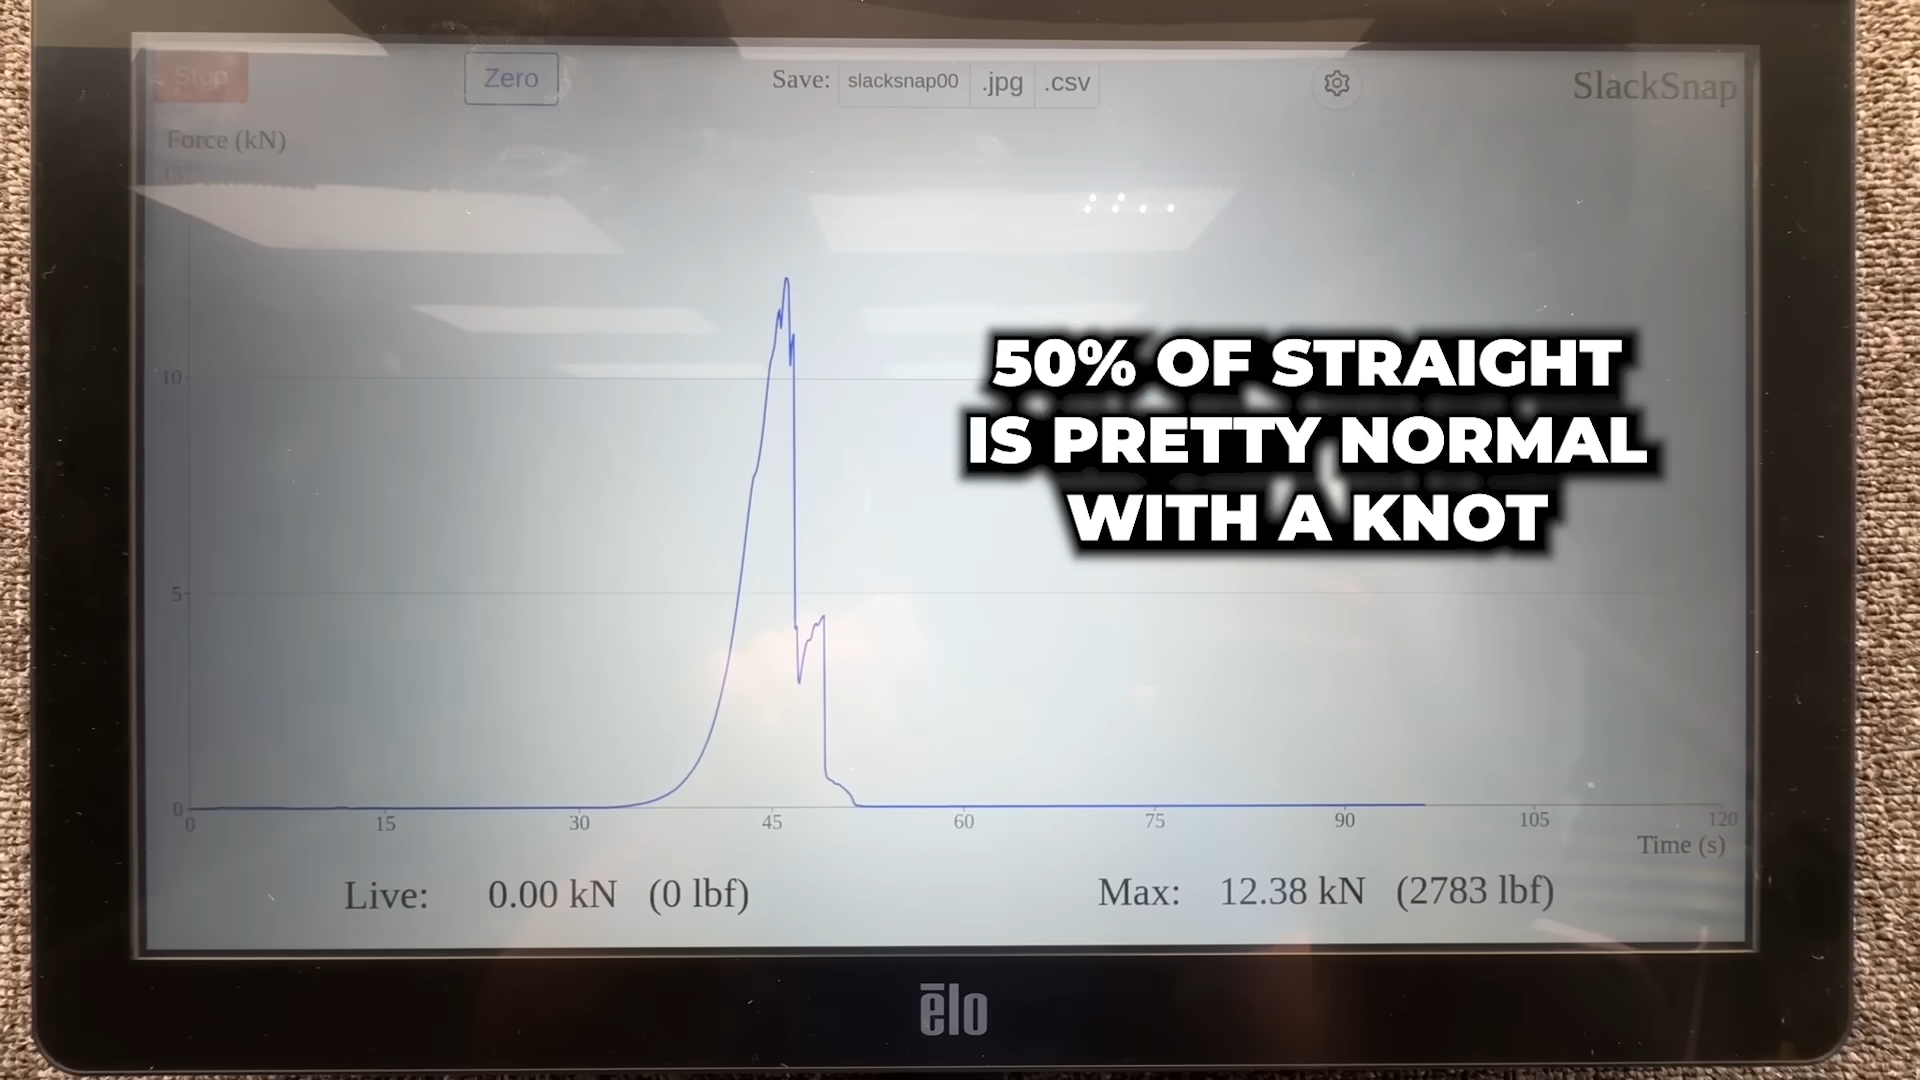 Stop
Zero
Save: slacksnap00 .jpg .csv
SlackSnap
Force (kN)
15
10
5
0
0 15 30 45 60 75 90 105 120
Time (s)
50% OF STRAIGHT
IS PRETTY NORMAL
WITH A KNOT
Live: 0.00 kN (0 lbf)
Max: 12.38 kN (2783 lbf)
elo